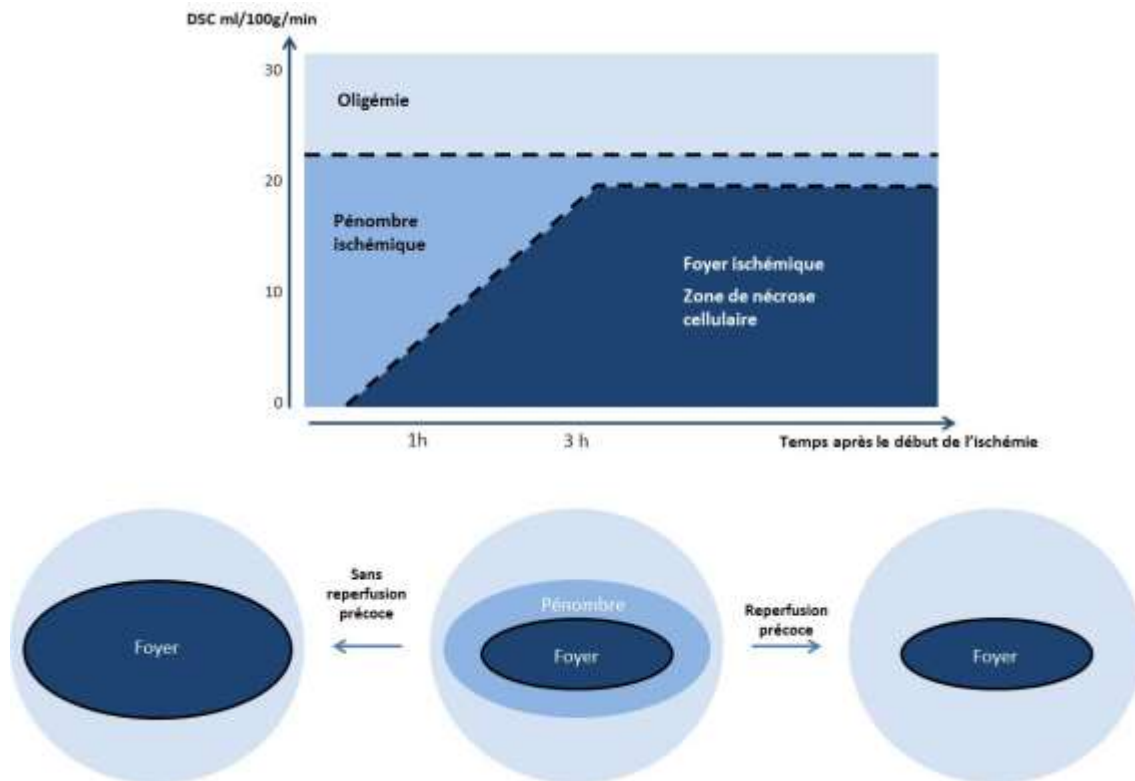 DSC ml/100g/min
30
Oligémie
20
Pénombre
ischémique
Foyer ischémique
10
Zone de nécrose
cellulaire
0
1h
3 h
Temps après le début de l'ischémie
Sans
reperfusion
précoce
Pénombre
Reperfusion
précoce
Foyer
Foyer
Foyer